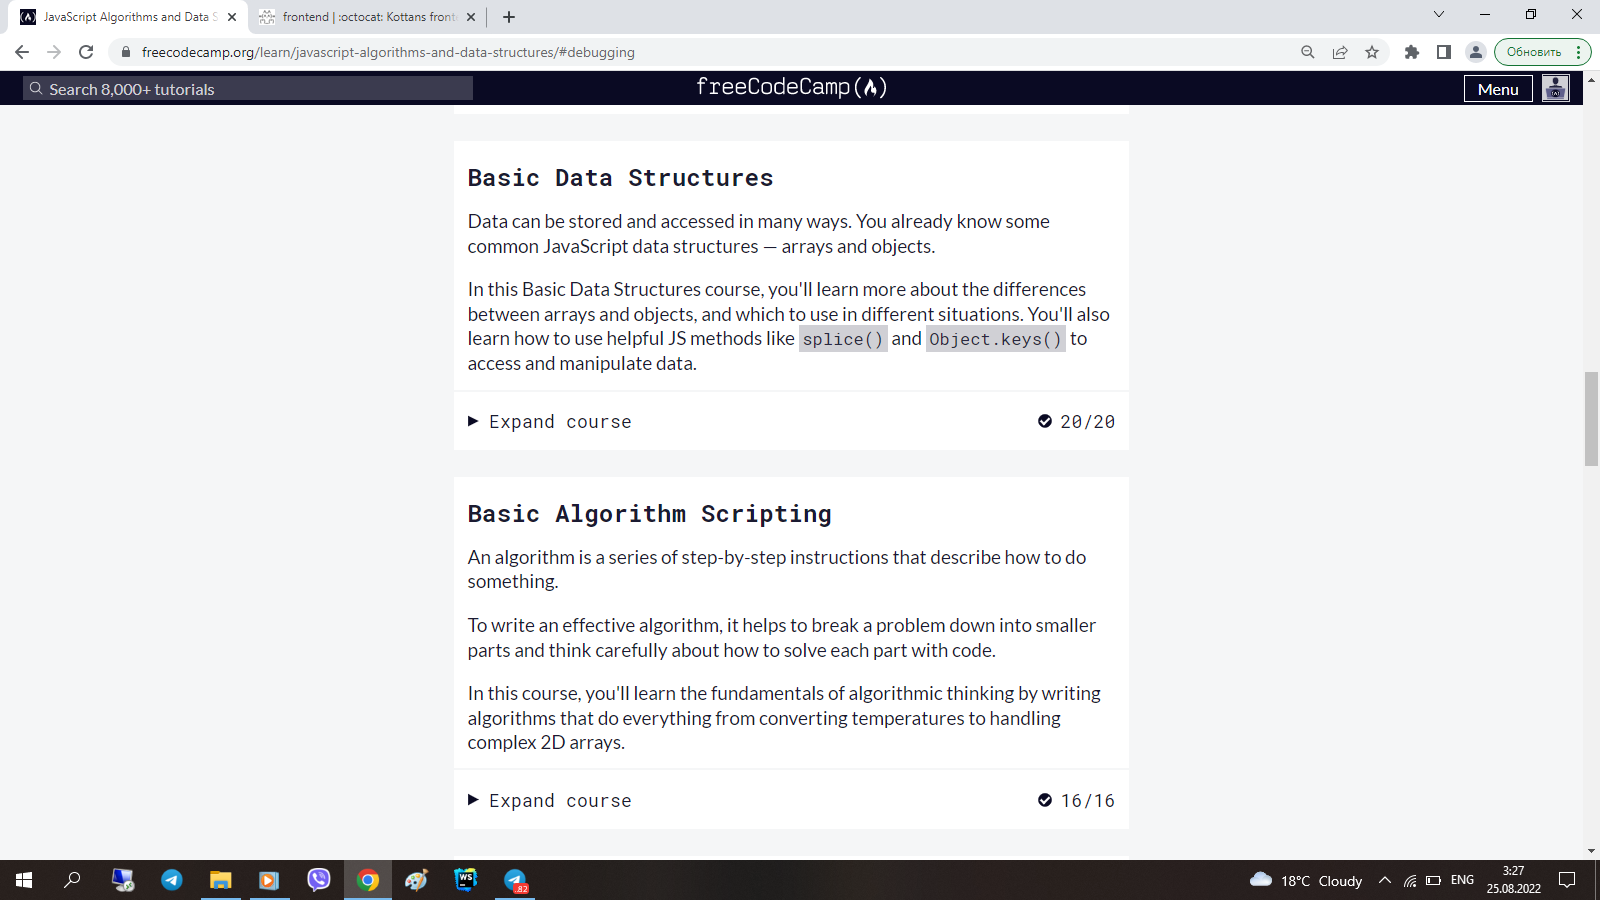 JavaScript Algorithms and Data S
frontend | :octocat: Kottans front
freecodecamp.org/learn/javascript-algorithms-and-data-structures/#debugging
Обновить
Search 8,000+ tutorials
freeCodeCamp(🔥)
Menu
Basic Data Structures
Data can be stored and accessed in many ways. You already know some
common JavaScript data structures — arrays and objects.
In this Basic Data Structures course, you'll learn more about the differences
between arrays and objects, and which to use in different situations. You'll also
learn how to use helpful JS methods like splice() and Object.keys() to
access and manipulate data.
Expand course
20/20
Basic Algorithm Scripting
An algorithm is a series of step-by-step instructions that describe how to do
something.
To write an effective algorithm, it helps to break a problem down into smaller
parts and think carefully about how to solve each part with code.
In this course, you'll learn the fundamentals of algorithmic thinking by writing
algorithms that do everything from converting temperatures to handling
complex 2D arrays.
Expand course
16/16
WS
82
18°C Cloudy
ENG
3:27
25.08.2022